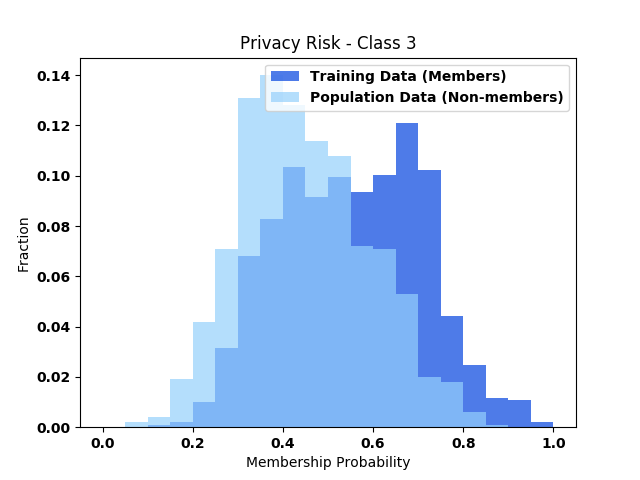 Privacy Risk - Class 3
Training Data (Members)
Population Data (Non-members)
0.14
0.12
0.10
0.08
0.06
0.04
0.02
0.00
Fraction
0.0 0.2 0.4 0.6 0.8 1.0
Membership Probability